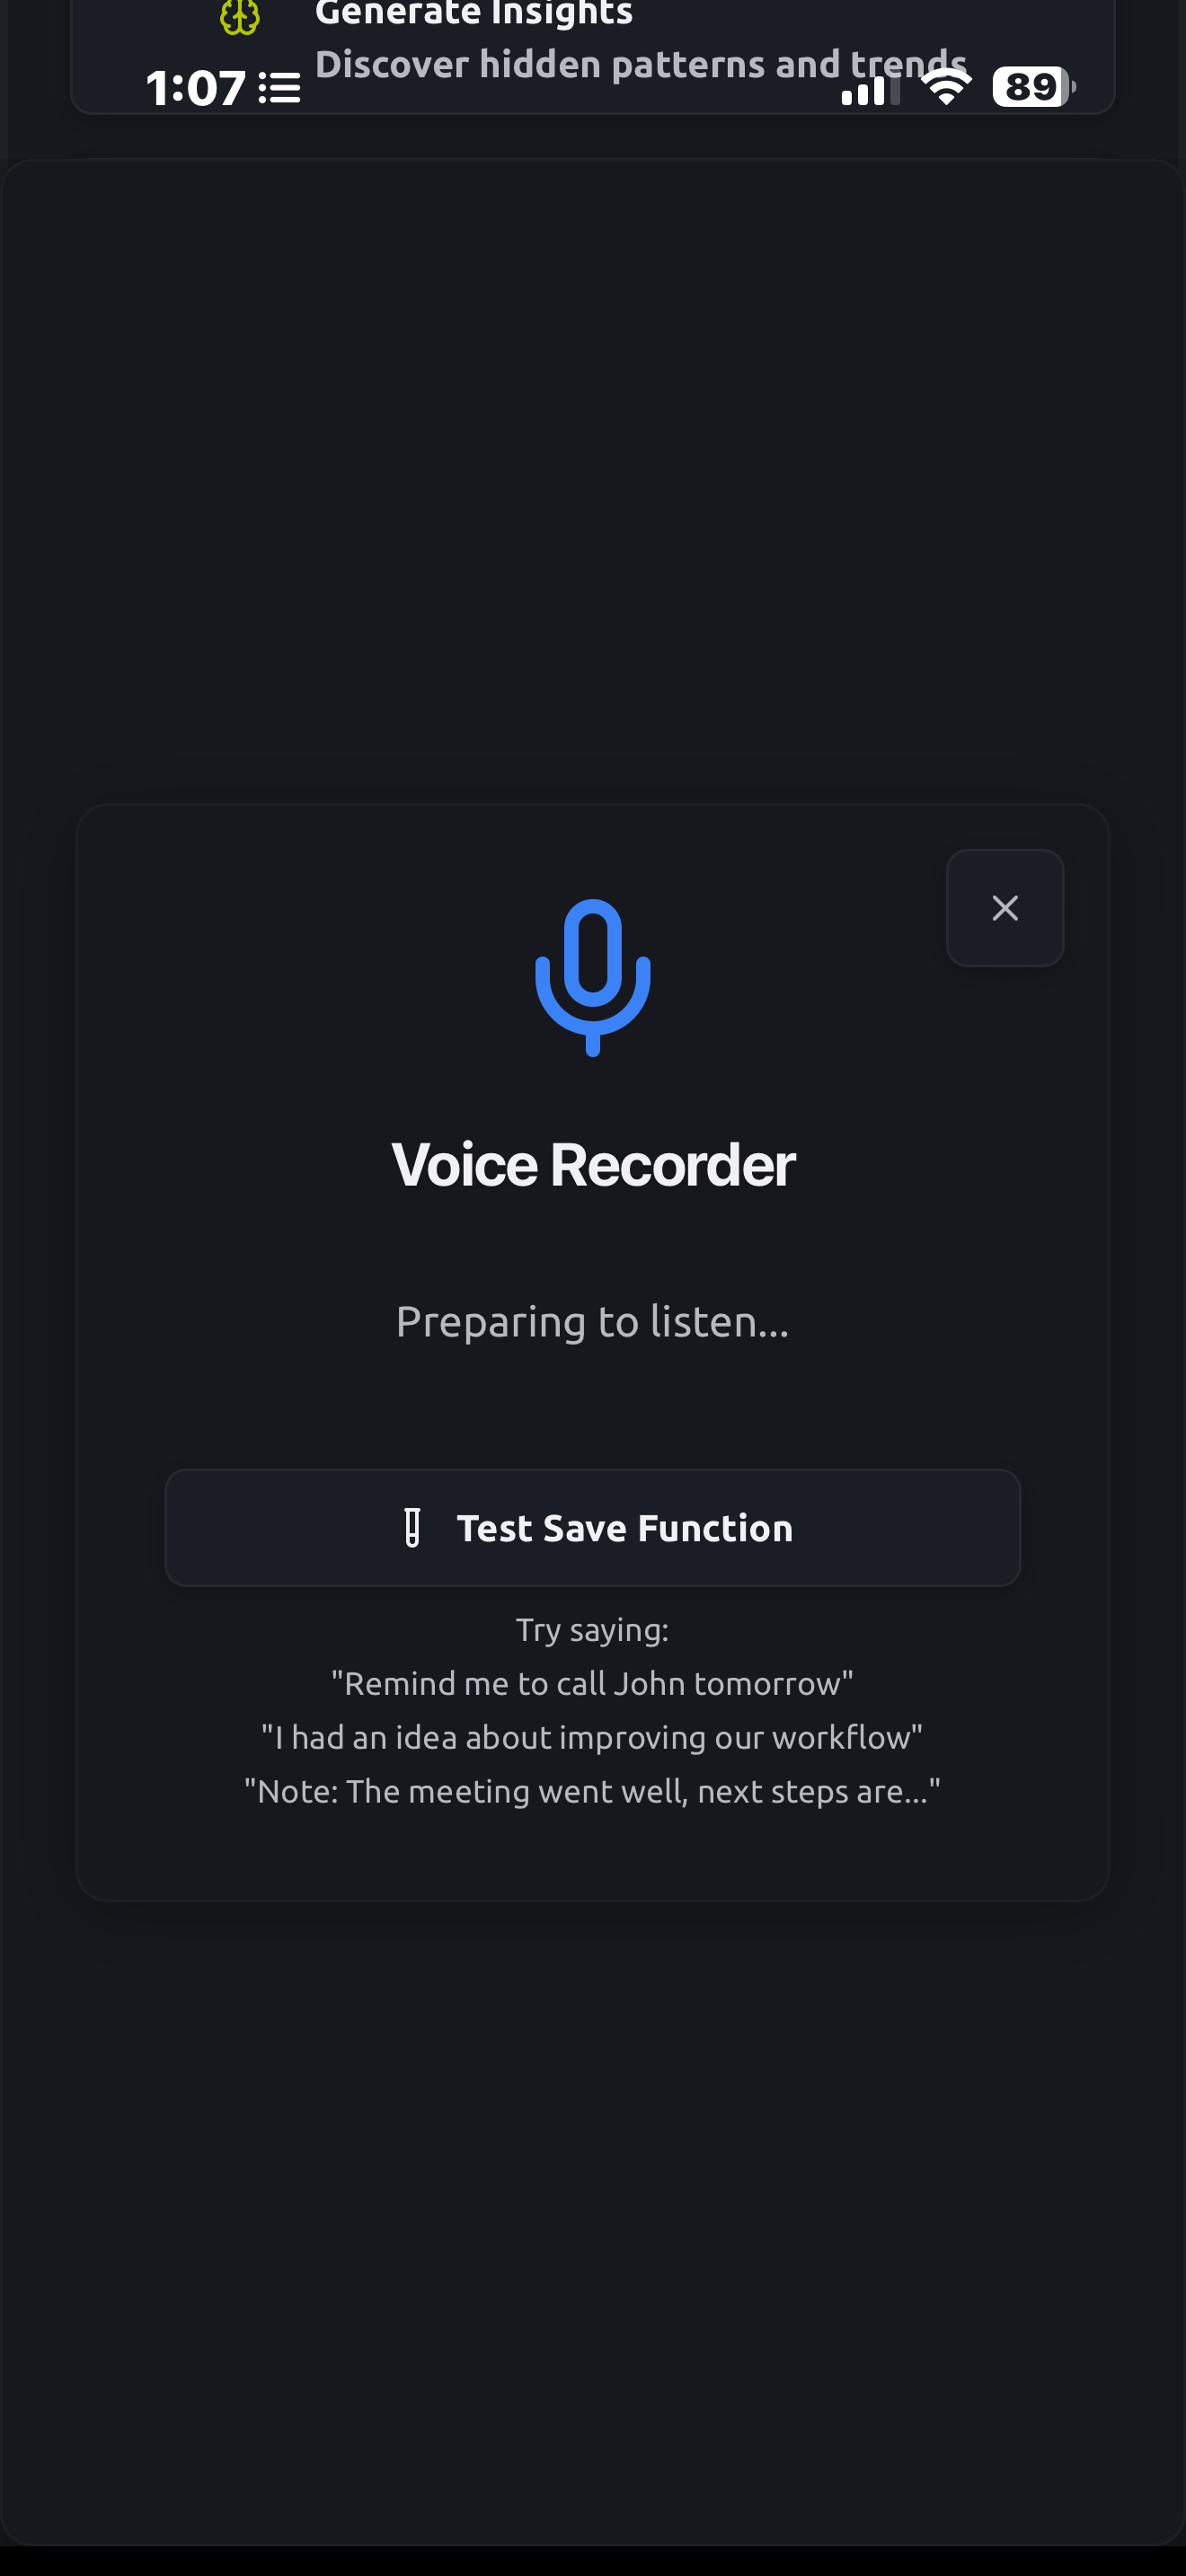 Generate Insights
Discover hidden patterns and trends
1:07
89
Voice Recorder
Preparing to listen...
Test Save Function
Try saying:
"Remind me to call John tomorrow"
"I had an idea about improving our workflow"
"Note: The meeting went well, next steps are..."